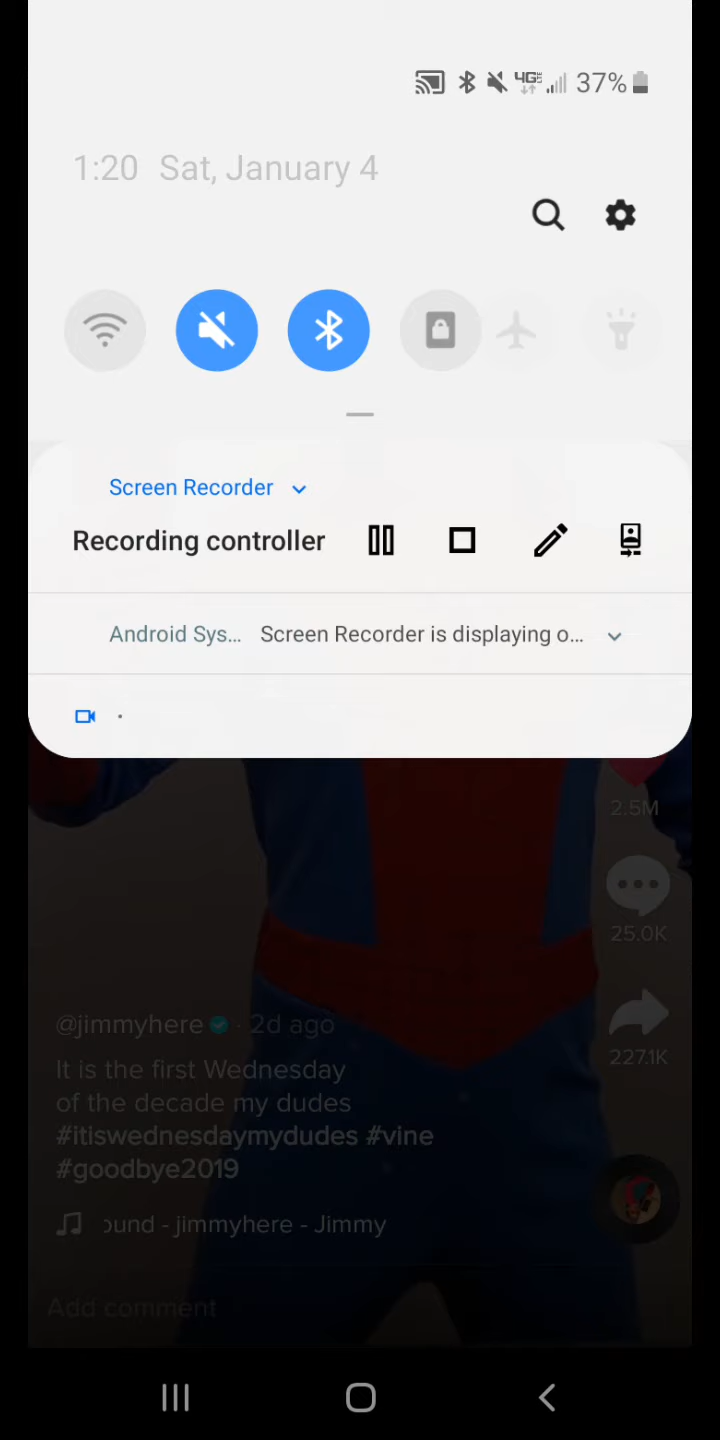 4G LTE 37%
1:20 Sat, January 4
Screen Recorder
Recording controller
Android Sys... Screen Recorder is displaying o...
2.5M
25.0K
@jimmyhere · 2d ago
227.1K
It is the first Wednesday
of the decade my dudes
#itiswednesdaymydudes #vine
#goodbye2019
ound - jimmyhere - Jimmy
Add comment